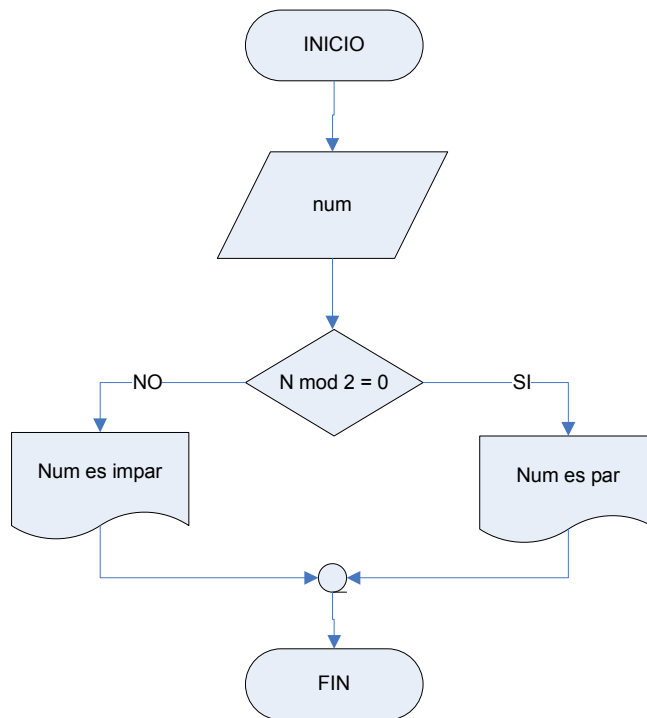 INICIO
num
N mod 2 = 0
NO
SI
Num es impar
Num es par
FIN